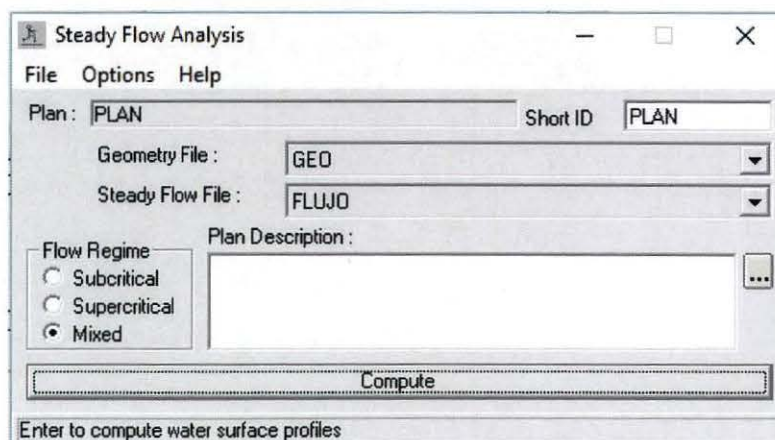 Steady Flow Analysis
File Options Help
Plan : PLAN Short ID PLAN
Geometry File : GEO
Steady Flow File : FLUJO
Flow Regime Plan Description :
Subcritical
Supercritical
Mixed
...
Compute
Enter to compute water surface profiles